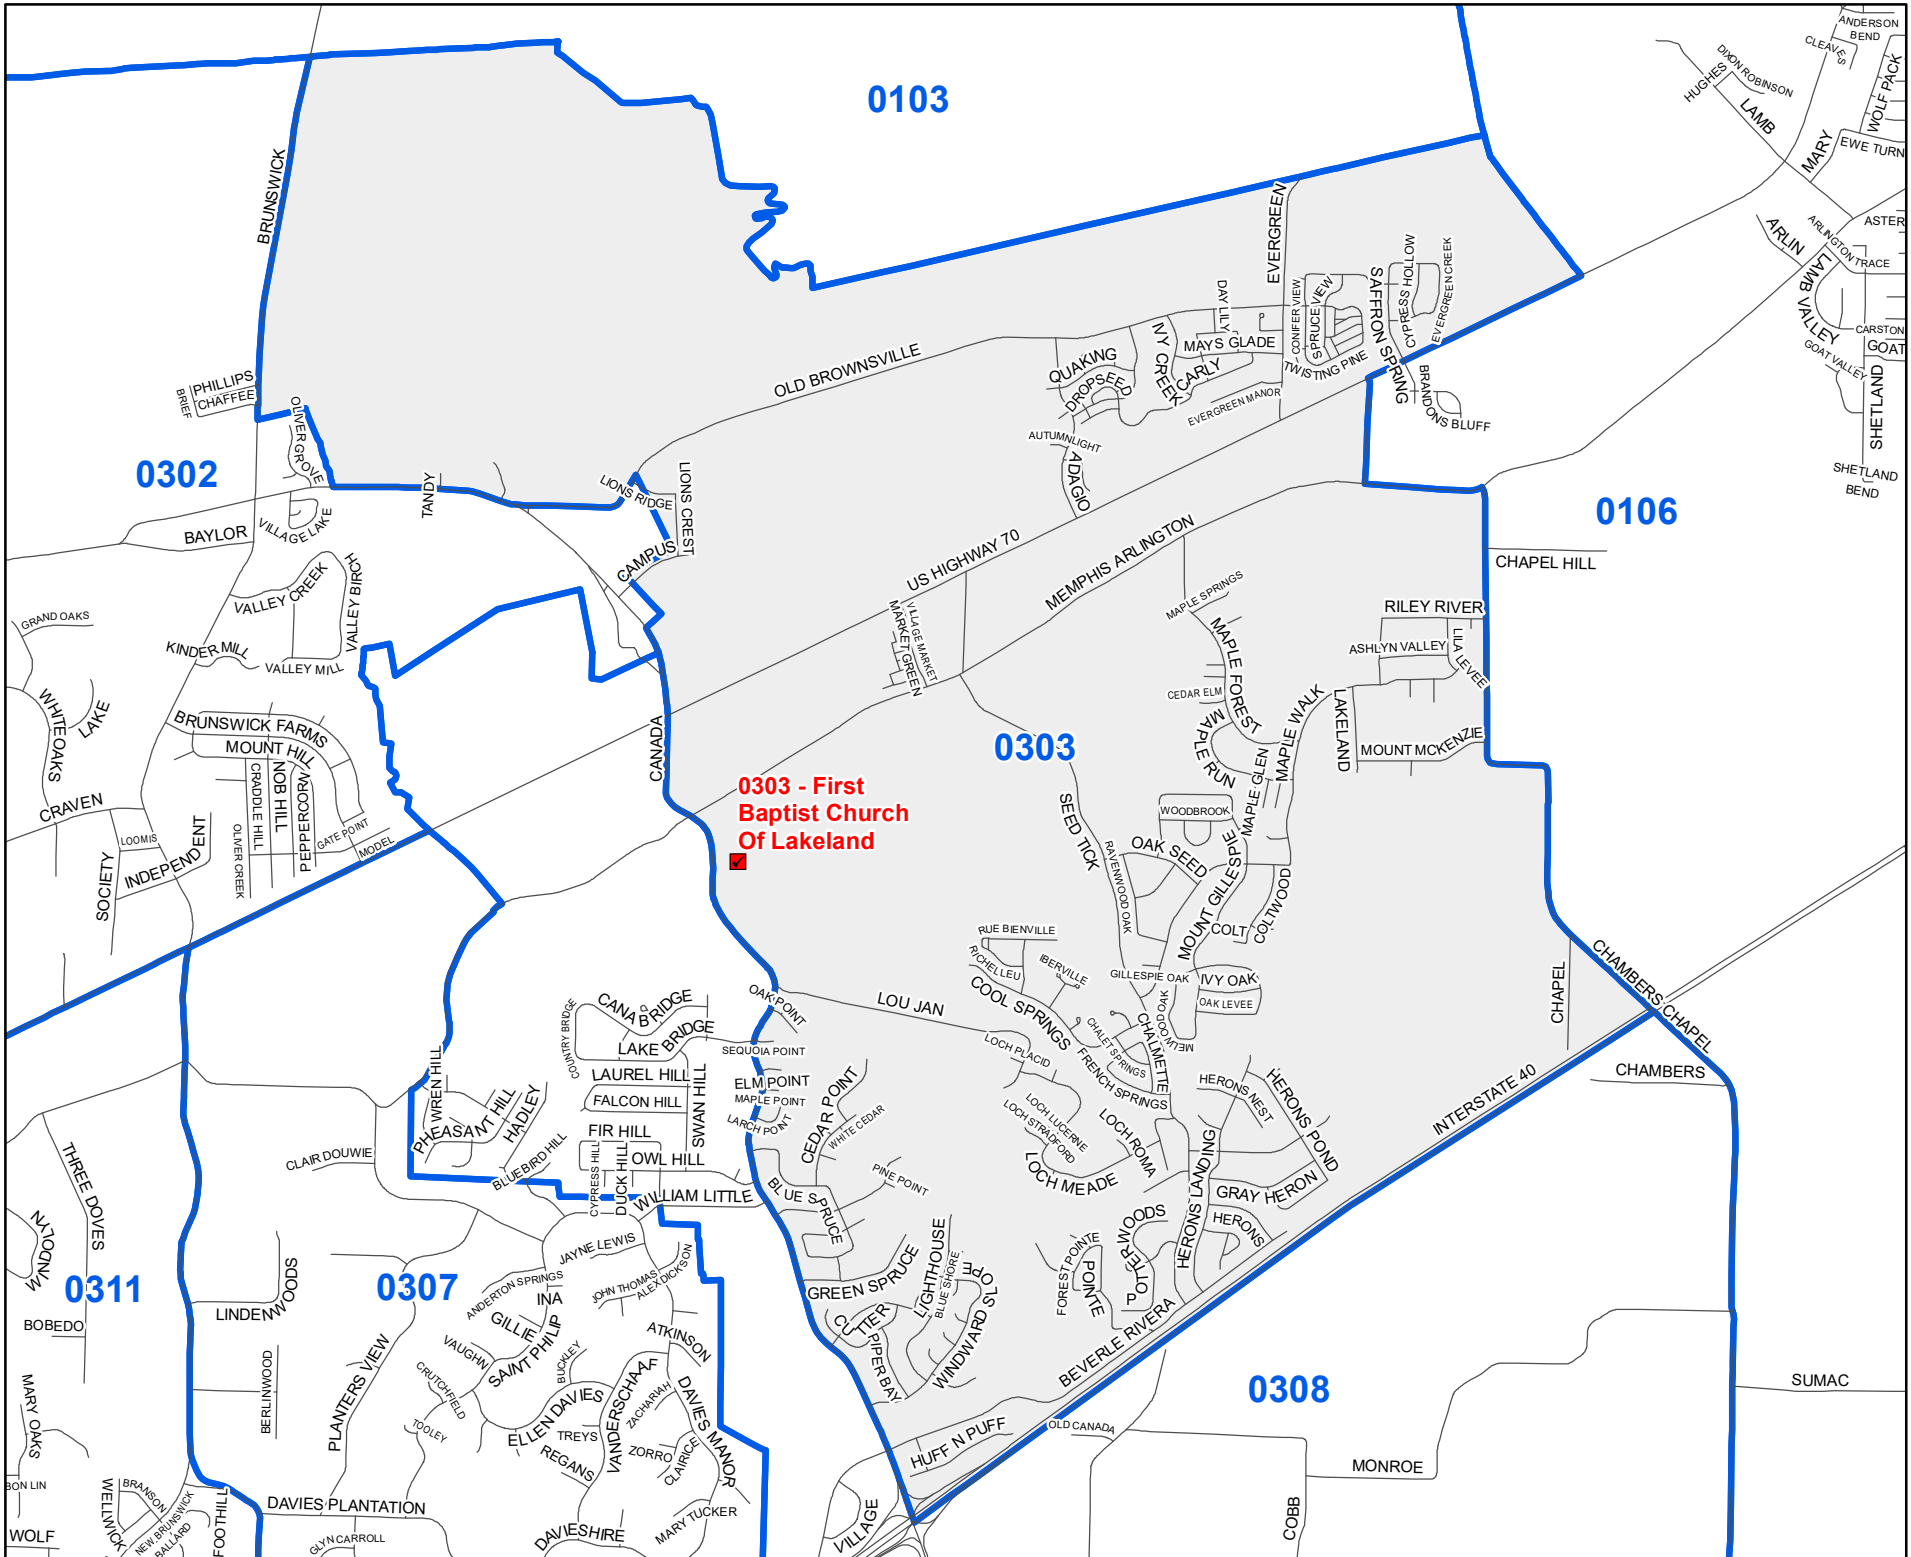 ANDERSON
BEND
CLEAVES
DIXON ROBINSON
HUGHES
WOLF PACK
0103
LAMB
MARY
EWE TURN
BRUNSWICK
EVERGREEN
ARLIN
ARLINGTON TRACE
ASTER
LAMB VALLEY
SAFFRON SPRING
CYPRESS HOLLOW
EVERGREEN CREEK
DAY LILY
CONIFER VIEW
SPRUCE VIEW
IVY CREEK
MAYS GLADE
CARSTON
GOAT
GOAT VALLEY
OLD BROWNSVILLE
QUAKING
DROPSEED
CARLY
TWISTING PINE
PHILLIPS
CHAFFEE
BRIEF
EVERGREEN MANOR
BRANDONS BLUFF
SHETLAND
OLIVER GROVE
AUTUMNLIGHT
ADAGIO
0302
TANDY
LIONS RIDGE
LIONS CREST
SHETLAND
BEND
0106
BAYLOR
VILLAGE LAKE
CAMPUS
US HIGHWAY 70
MEMPHIS ARLINGTON
CHAPEL HILL
VALLEY CREEK
VALLEY BIRCH
MAPLE SPRINGS
GRAND OAKS
KINDER MILL
VALLEY MILL
MARKET GREEN
VILLAGE MARKET
RILEY RIVER
ASHLYN VALLEY
LILA LEVEE
MAPLE FOREST
CEDAR ELM
WHITE OAKS
LAKE
BRUNSWICK FARMS
MOUNT HILL
CANADA
0303
MAPLE RUN
MAPLE WALK
LAKELAND
MOUNT MCKENZIE
MAPLE GLEN
CRADDLE HILL
NOB HILL
PEPPERCORN
0303 - First
Baptist Church
Of Lakeland
CRAVEN
LOOMIS
OLIVER CREEK
GATE POINT
MODEL
SEED TICK
WOODBROOK
SOCIETY
INDEPENDENT
OAK SEED
RAVENWOOD OAK
MOUNT GILLESPIE
COLT
COLTWOOD
RUE BIENVILLE
RICHELLEU
IBERVILLE
GILLESPIE OAK
IVY OAK
OAK LEVEE
CHAPEL
CHAMBERS CHAPEL
OAK POINT
LOU JAN
COOL SPRINGS
MELWOOD OAK
COUNTRY BRIDGE
CANA BRIDGE
LAKE BRIDGE
SEQUOIA POINT
LOCH PLACID
CHALET SPRINGS
CHALMETTE
FRENCH SPRINGS
WREN HILL
LAUREL HILL
ELM POINT
HERONS NEST
HERONS POND
INTERSTATE 40
CHAMBERS
FALCON HILL
MAPLE POINT
SWAN HILL
LARCH POINT
CEDAR POINT
WHITE CEDAR
LOCH LUCERNE
LOCH STRADFORD
LOCH ROMA
PHEASANT HILL
HADLEY
FIR HILL
CLAIR DOUWIE
BLUEBIRD HILL
OWL HILL
CYPRESS HILL
DUCK HILL
PINE POINT
LOCH MEADE
THREE DOVES
WILLIAM LITTLE
BLUE SPRUCE
HERONS LANDING
GRAY HERON
OTTER WOODS
HERONS
WINDLYN
JAYNE LEWIS
LIGHTHOUSE
BLUE SHORE
FOREST POINTE
POINTE
0311
LINDENWOODS
0307
ANDERTON SPRINGS
INA
JOHN THOMAS
ALEX DICKSON
GREEN SPRUCE
SLOPE
P
BOBEDO
GILLIE
SAINT PHILIP
CUTTER
PIPER BAY
WINDWARD
BEVERLE RIVERA
VAUGHN
ATKINSON
BERLINWOOD
PLANTERS VIEW
CRUTCHFIELD
BUCKLEY
VANDERSCHAAF
0308
SUMAC
MARY OAKS
ELLEN DAVIES
ZACHARIAH
DAVIES MANOR
TOOLEY
TREYS
ZORRO
CLAIRICE
REGANS
HUFF N PUFF
OLD CANADA
MONROE
BON LIN
BRANSON
WELLWICK
NEW BRUNSWICK
BALLARD
FOOTHILL
DAVIES PLANTATION
MARY TUCKER
VILLAGE
COBB
WOLF
GLYN CARROLL
DAVIESHIRE